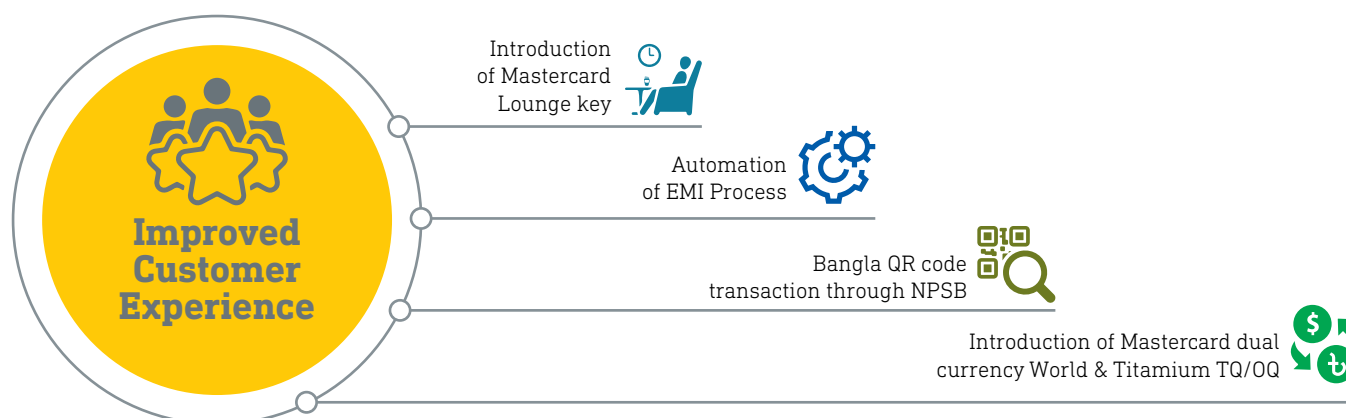 Introduction
of Mastercard
Lounge key
Automation
of EMI Process
Improved
Customer
Experience
Bangla QR code
transaction through NPSB
Introduction of Mastercard dual
currency World & Titamium TQ/OQ
$
৳